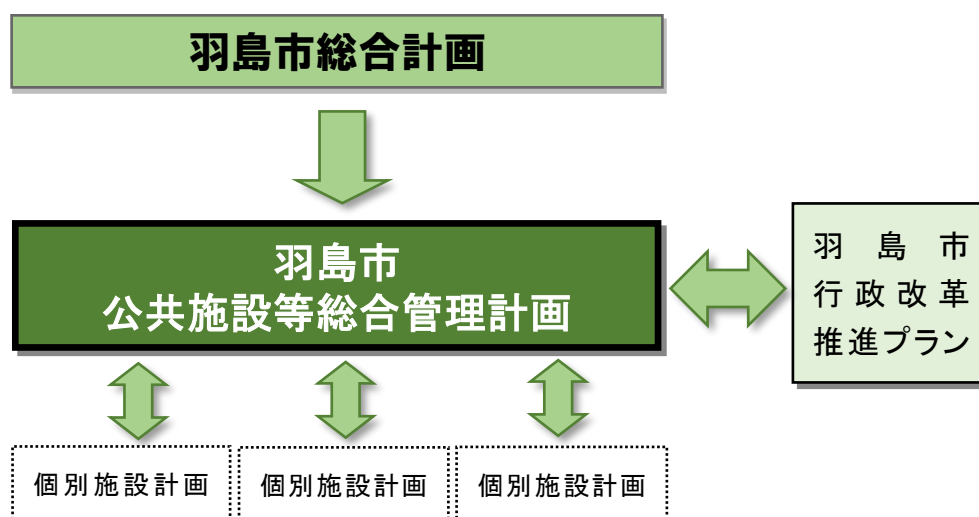 羽島市総合計画
羽島市
公共施設等総合管理計画
羽島市
行政改革
推進プラン
個別施設計画
個別施設計画
個別施設計画